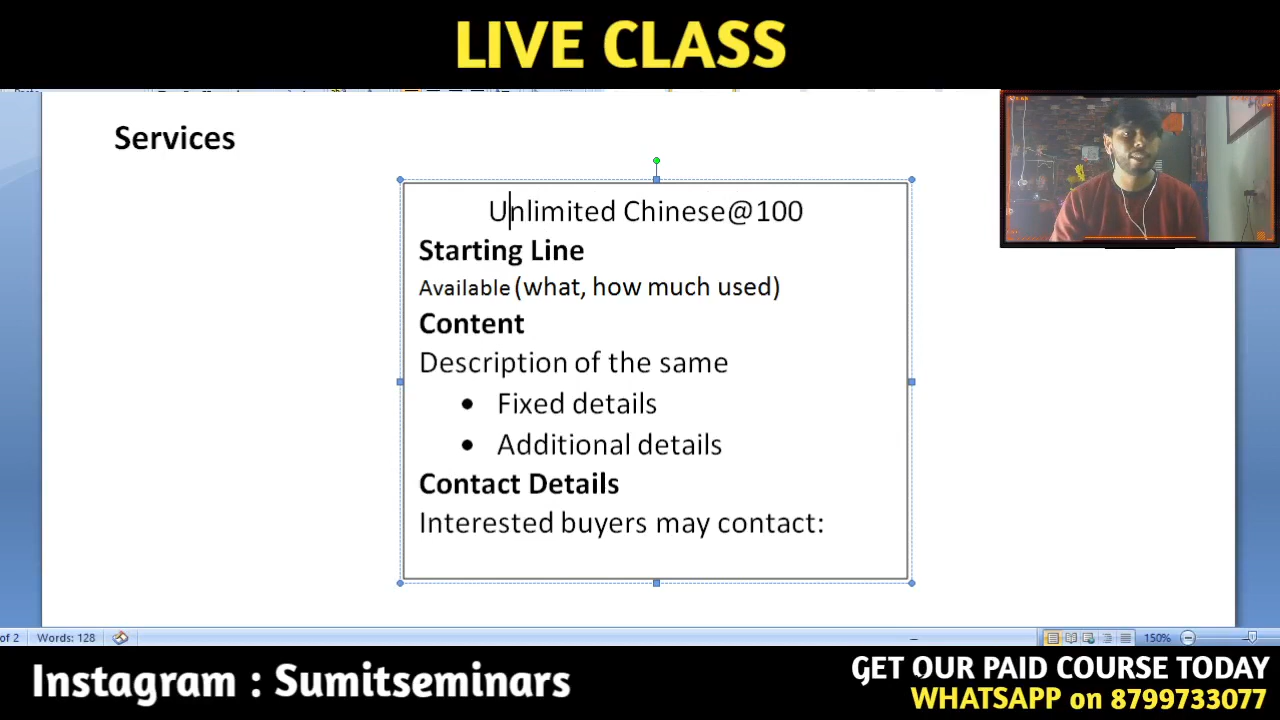 LIVE CLASS
Services
Unlimited Chinese@100
Starting Line
Available (what, how much used)
Content
Description of the same
• Fixed details
• Additional details
Contact Details
Interested buyers may contact:
of 2 Words: 128 150%
Instagram : Sumitseminars
GET OUR PAID COURSE TODAY
WHATSAPP on 8799733077